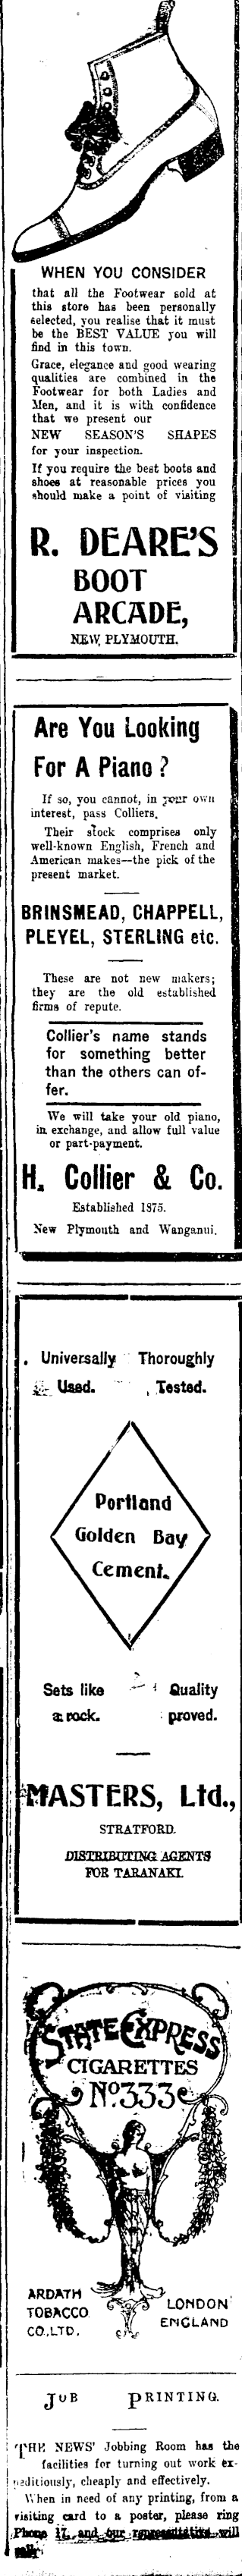 WHEN YOU CONSIDER
that all the Footwear sold at
this store has been personally
selected, you realise that it must
be the BEST VALUE you will
find in this town.
Grace, elegance and good wearing
qualities are combined in the
Footwear for both Ladies and
Men, and it is with confidence
that we present our
NEW SEASON'S SHAPES
for your inspection.
If you require the best boots and
shoes at reasonable prices you
should make a point of visiting
R. DEARE'S
BOOT
ARCADE,
NEW PLYMOUTH.
Are You Looking
For A Piano?
If so, you cannot, in your own
interest, pass Colliers.
Their stock comprises only
well-known English, French and
American makes—the pick of the
present market.
BRINSMEAD, CHAPPELL,
PLEYEL, STERLING etc.
These are not new makers;
they are the old established
firms of repute.
Collier's name stands
for something better
than the others can of-
fer.
We will take your old piano,
in exchange, and allow full value
or part-payment.
H. Collier & Co.
Established 1875.
New Plymouth and Wanganui.
Universally Thoroughly
Used. Tested.
Portland
Golden Bay
Cement.
Sets like Quality
a rock. proved.
MASTERS, Ltd.,
STRATFORD.
DISTRIBUTING AGENTS
FOR TARANAKI.
STATE EXPRESS
CIGARETTES
No. 333
ARDATH LONDON
TOBACCO ENGLAND
CO., LTD.
JOB PRINTING.
THE NEWS' Jobbing Room has the
facilities for turning out work ex-
peditiously, cheaply and effectively.
When in need of any printing, from a
visiting card to a poster, please ring
Phone and our representative will